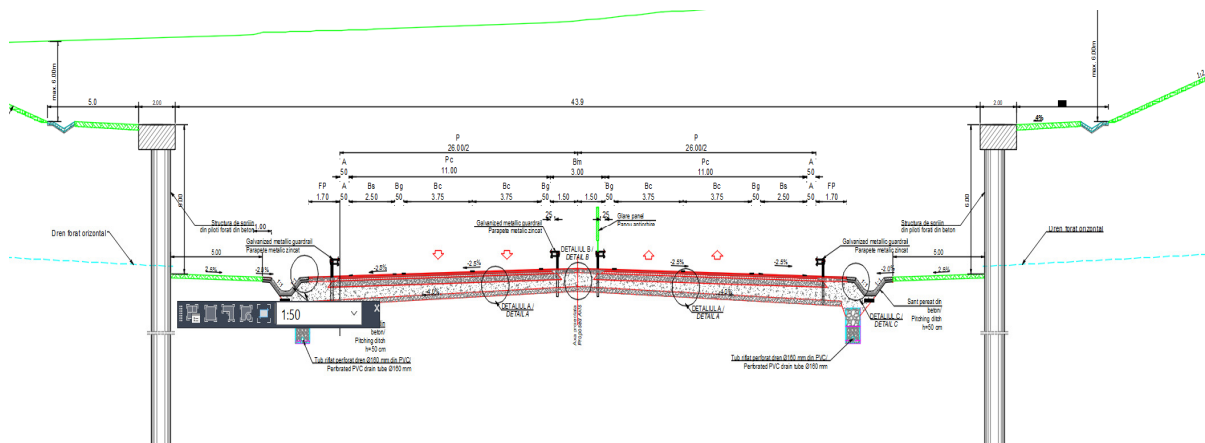 max. 6.00m
max. 6.00m
1:2
5.0
2.00
43.9
2.00
4%
P
P
26.00/2
26.00/2
A
Pc
Bm
Pc
A
50
11.00
3.00
11.00
50
FP
A
Bs
Bg
Bc
Bc
Bg
Bg
Bc
Bc
Bg
Bs
A
FP
1.70
50
2.50
50
3.75
3.75
50
1.50
1.50
50
3.75
3.75
50
2.50
50
1.70
6.00
6.00
25
25
Glare panel
Panou antiorbire
Structura de sprijin
din piloti forati din beton
1.00
Galvanized metallic guardrail
Parapete metalic zincat
Structura de sprijin
din piloti forati din beton
Dren forat orizontal
Galvanized metallic guardrail
Parapete metalic zincat
DETALIUL B /
DETAIL B
Galvanized metallic guardrail
Parapete metalic zincat
Dren forat orizontal
5.00
5.00
2.5%
-2.0%
-2.5%
-2.5%
-2.5%
-2.5%
-2.0%
2.5%
-4.0%
-4.0%
DETALIUL A /
DETAIL A
DETALIUL A /
DETAIL A
DETALIUL C /
DETAIL C
Sant pereat din
beton/
Pitching ditch
h=50 cm
1:50
X
beton/
Pitching ditch
h=50 cm
Tub riflat perforat dren Ø160 mm din PVC/
Perforated PVC drain tube Ø160 mm
Tub riflat perforat dren Ø160 mm din PVC/
Perforated PVC drain tube Ø160 mm